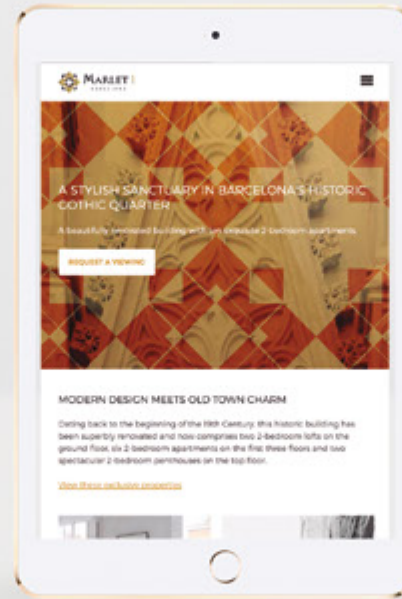 MARLET
BARCELONA
A STYLISH SANCTUARY IN BARCELONA'S HISTORIC
GOTHIC QUARTER
A beautifully renovated building with ten exquisite 2-bedroom apartments
REQUEST A VIEWING
MODERN DESIGN MEETS OLD TOWN CHARM
Dating back to the beginning of the 19th Century, this historic building has
been superbly renovated and now comprises two 2-bedroom lofts on the
ground floor, six 2-bedroom apartments on the first three floors and two
spectacular 2-bedroom penthouses on the top floor.
View these exclusive properties